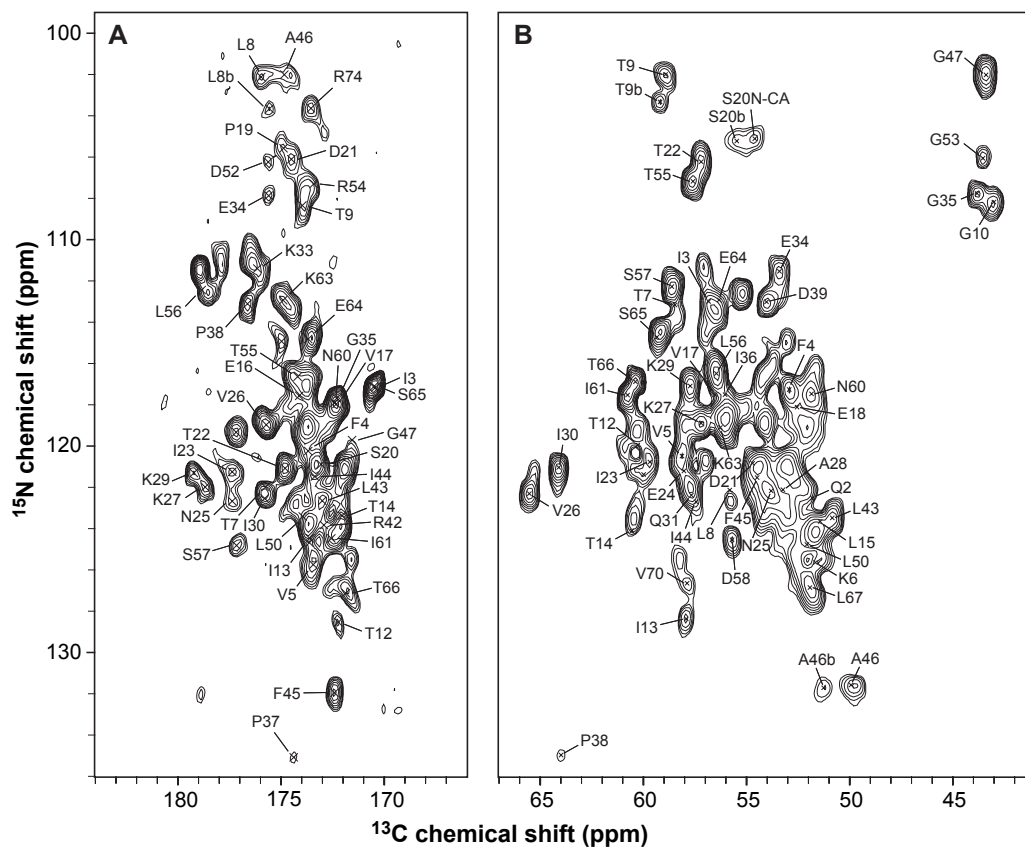 A
B
100
110
120
130
15N chemical shift (ppm)
180
170
65
60
55
50
45
13C chemical shift (ppm)
L8
A46
L8b
R74
P19
D21
D52
R54
E34
T9
K33
K63
L56
P38
E64
G35
T55
N60
V17
E16
I3
S65
V26
F4
T22
G47
S20
I23
I44
K29
L43
K27
T14
N25
R42
T7
I30
L50
I61
S57
I13
V5
T66
T12
F45
P37
T9
T9b
G47
S20N-CA
S20b
T22
G53
T55
G35
G10
I3
E64
E34
S57
T7
D39
S65
L56
V17
I36
T66
K29
F4
I61
N60
K27
E18
T12
V5
I30
K63
A28
I23
D21
V26
E24
Q2
Q31
F45
L43
L8
T14
I44
N25
L15
L50
D58
K6
V70
L67
I13
A46b
A46
P38